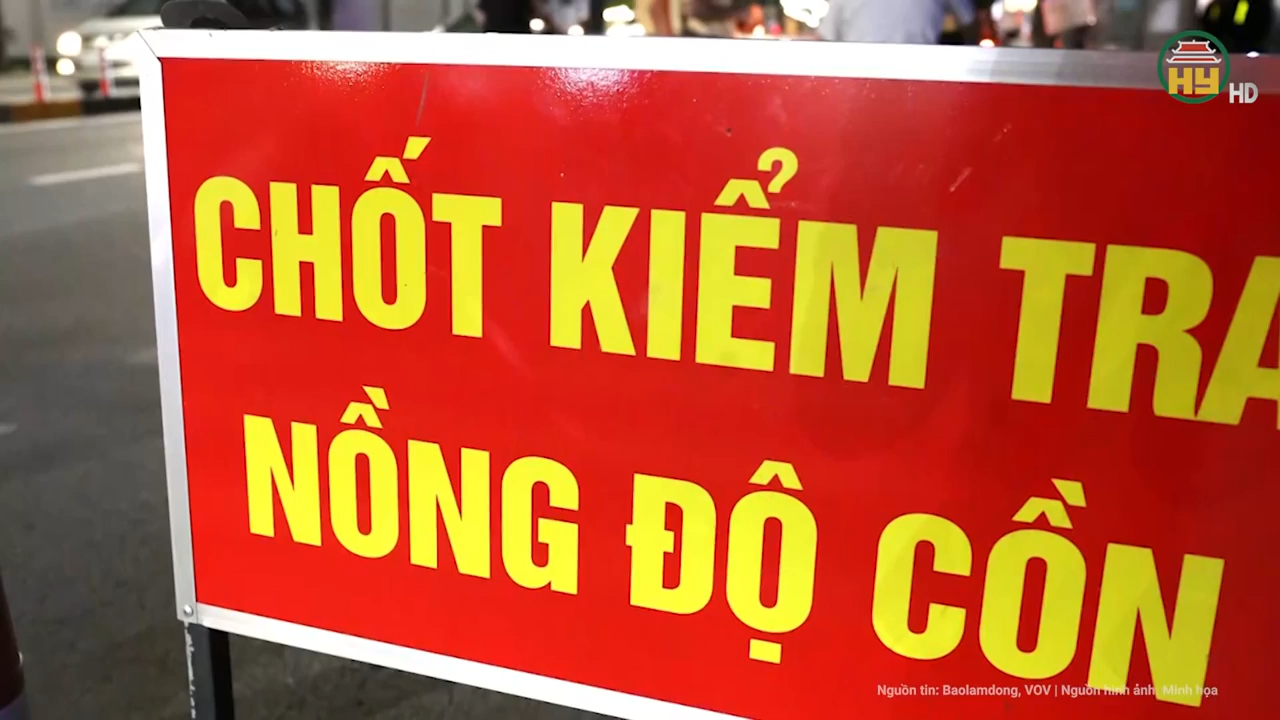 HY HD
CHỐT KIỂM TRA
NỒNG ĐỘ CỒN
Nguồn tin: Baolamdong, VOV | Nguồn hình ảnh: Minh họa